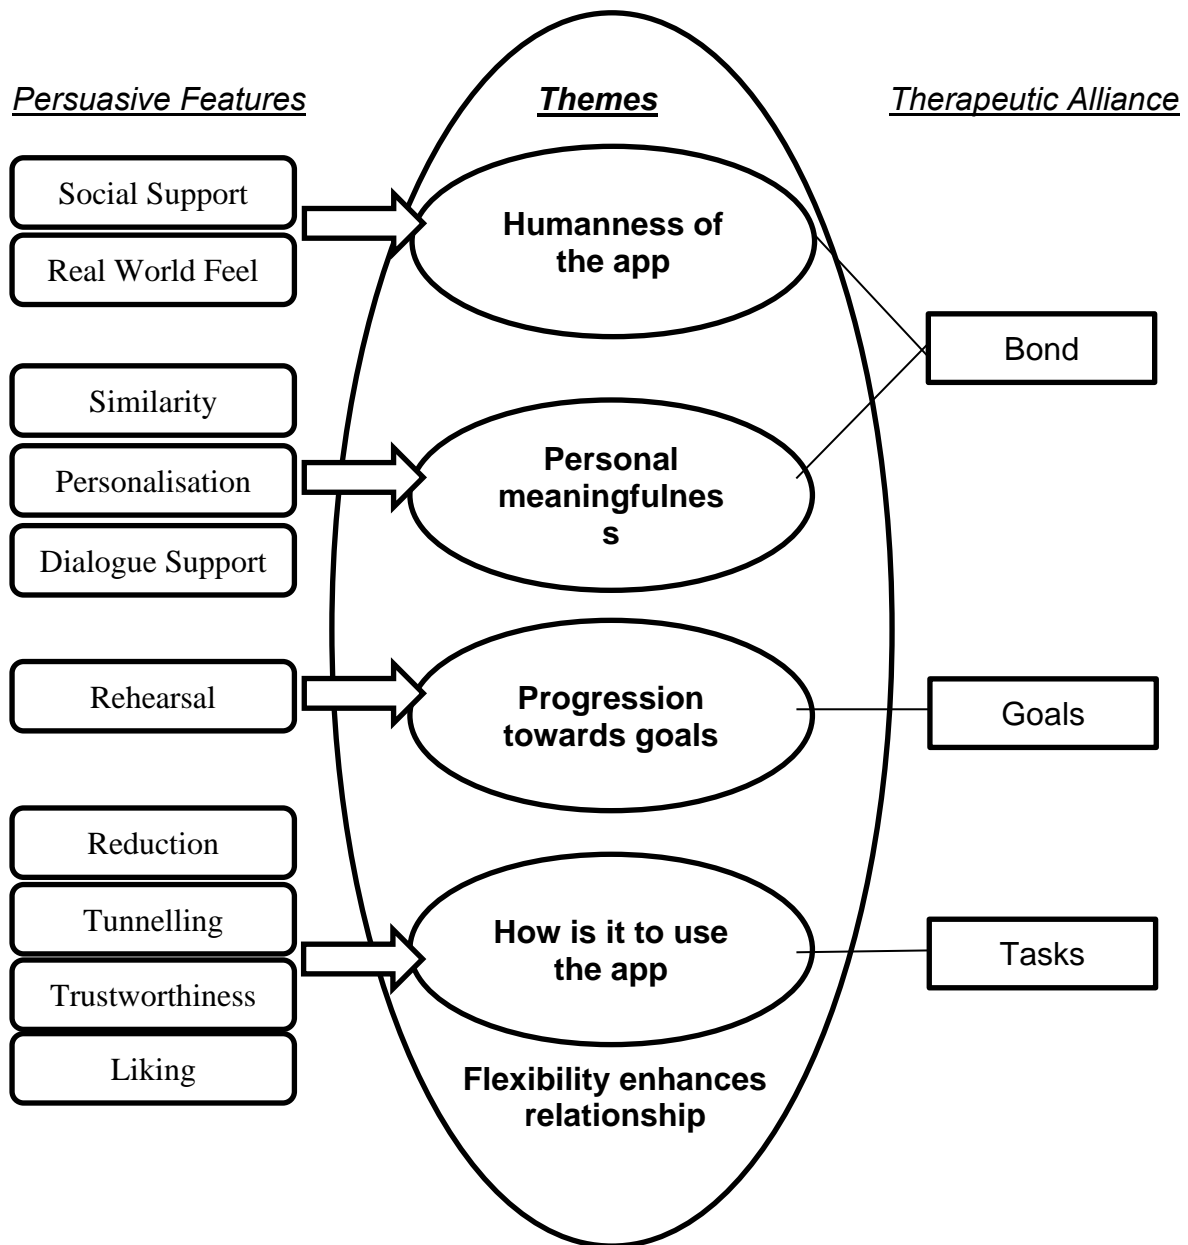 Persuasive Features
Themes
Therapeutic Alliance
Social Support
Real World Feel
Humanness of
the app
Bond
Similarity
Personalisation
Dialogue Support
Personal
meaningfulnes
s
Rehearsal
Progression
towards goals
Goals
Reduction
Tunnelling
Trustworthiness
Liking
How is it to use
the app
Tasks
Flexibility enhances
relationship